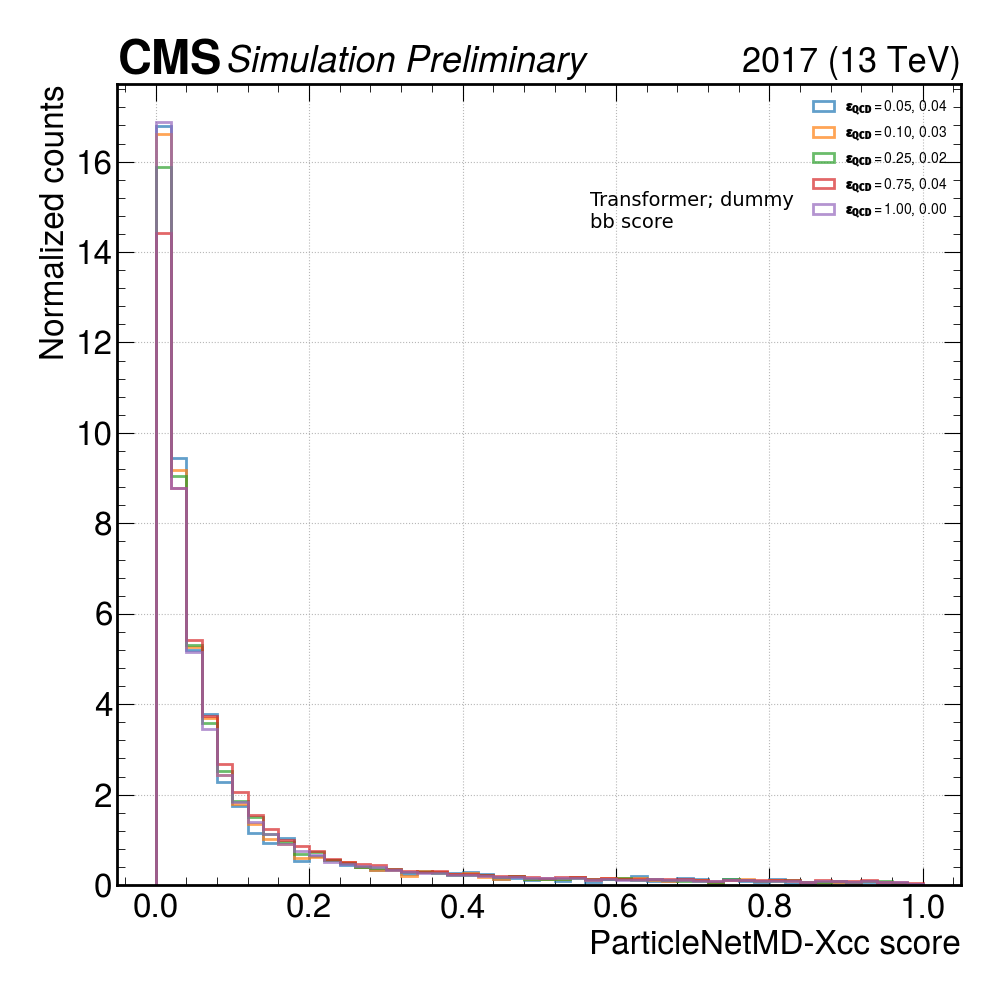 CMS Simulation Preliminary 2017 (13 TeV)
Normalized counts
16
14
12
10
8
6
4
2
0
εQCD = 0.05, 0.04
εQCD = 0.10, 0.03
εQCD = 0.25, 0.02
εQCD = 0.75, 0.04
εQCD = 1.00, 0.00
Transformer; dummy
bb score
0.0 0.2 0.4 0.6 0.8 1.0
ParticleNetMD-Xcc score